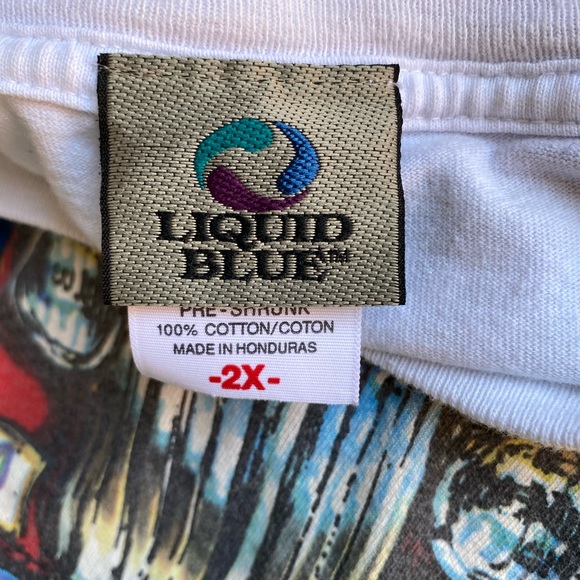 LIQUID
BLUE™
PRE-SHRUNK
100% COTTON/COTON
MADE IN HONDURAS
-2X-